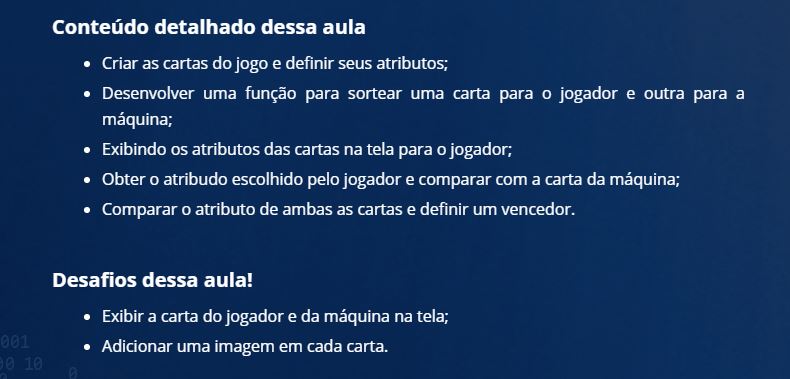 Conteúdo detalhado dessa aula
Criar as cartas do jogo e definir seus atributos;
Desenvolver uma função para sortear uma carta para o jogador e outra para a
máquina;
Exibindo os atributos das cartas na tela para o jogador;
Obter o atribudo escolhido pelo jogador e comparar com a carta da máquina;
Comparar o atributo de ambas as cartas e definir um vencedor.
Desafios dessa aula!
Exibir a carta do jogador e da máquina na tela;
Adicionar uma imagem em cada carta.
001
00 10
0